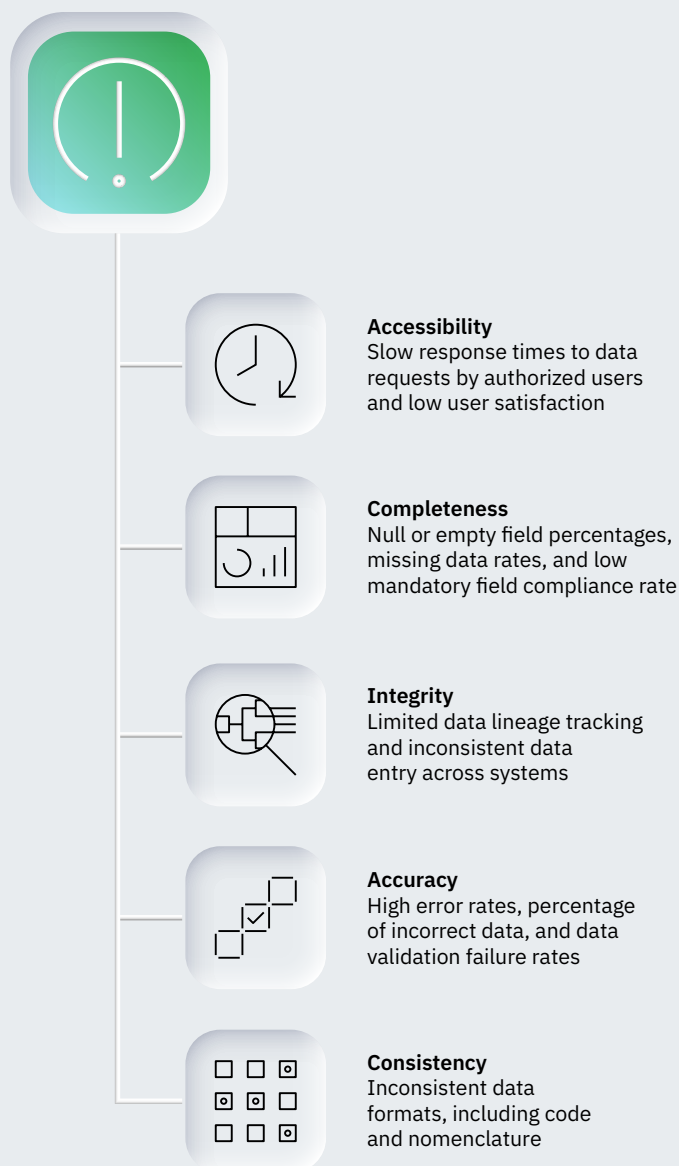 Accessibility
Slow response times to data
requests by authorized users
and low user satisfaction
Completeness
Null or empty field percentages,
missing data rates, and low
mandatory field compliance rate
Integrity
Limited data lineage tracking
and inconsistent data
entry across systems
Accuracy
High error rates, percentage
of incorrect data, and data
validation failure rates
Consistency
Inconsistent data
formats, including code
and nomenclature